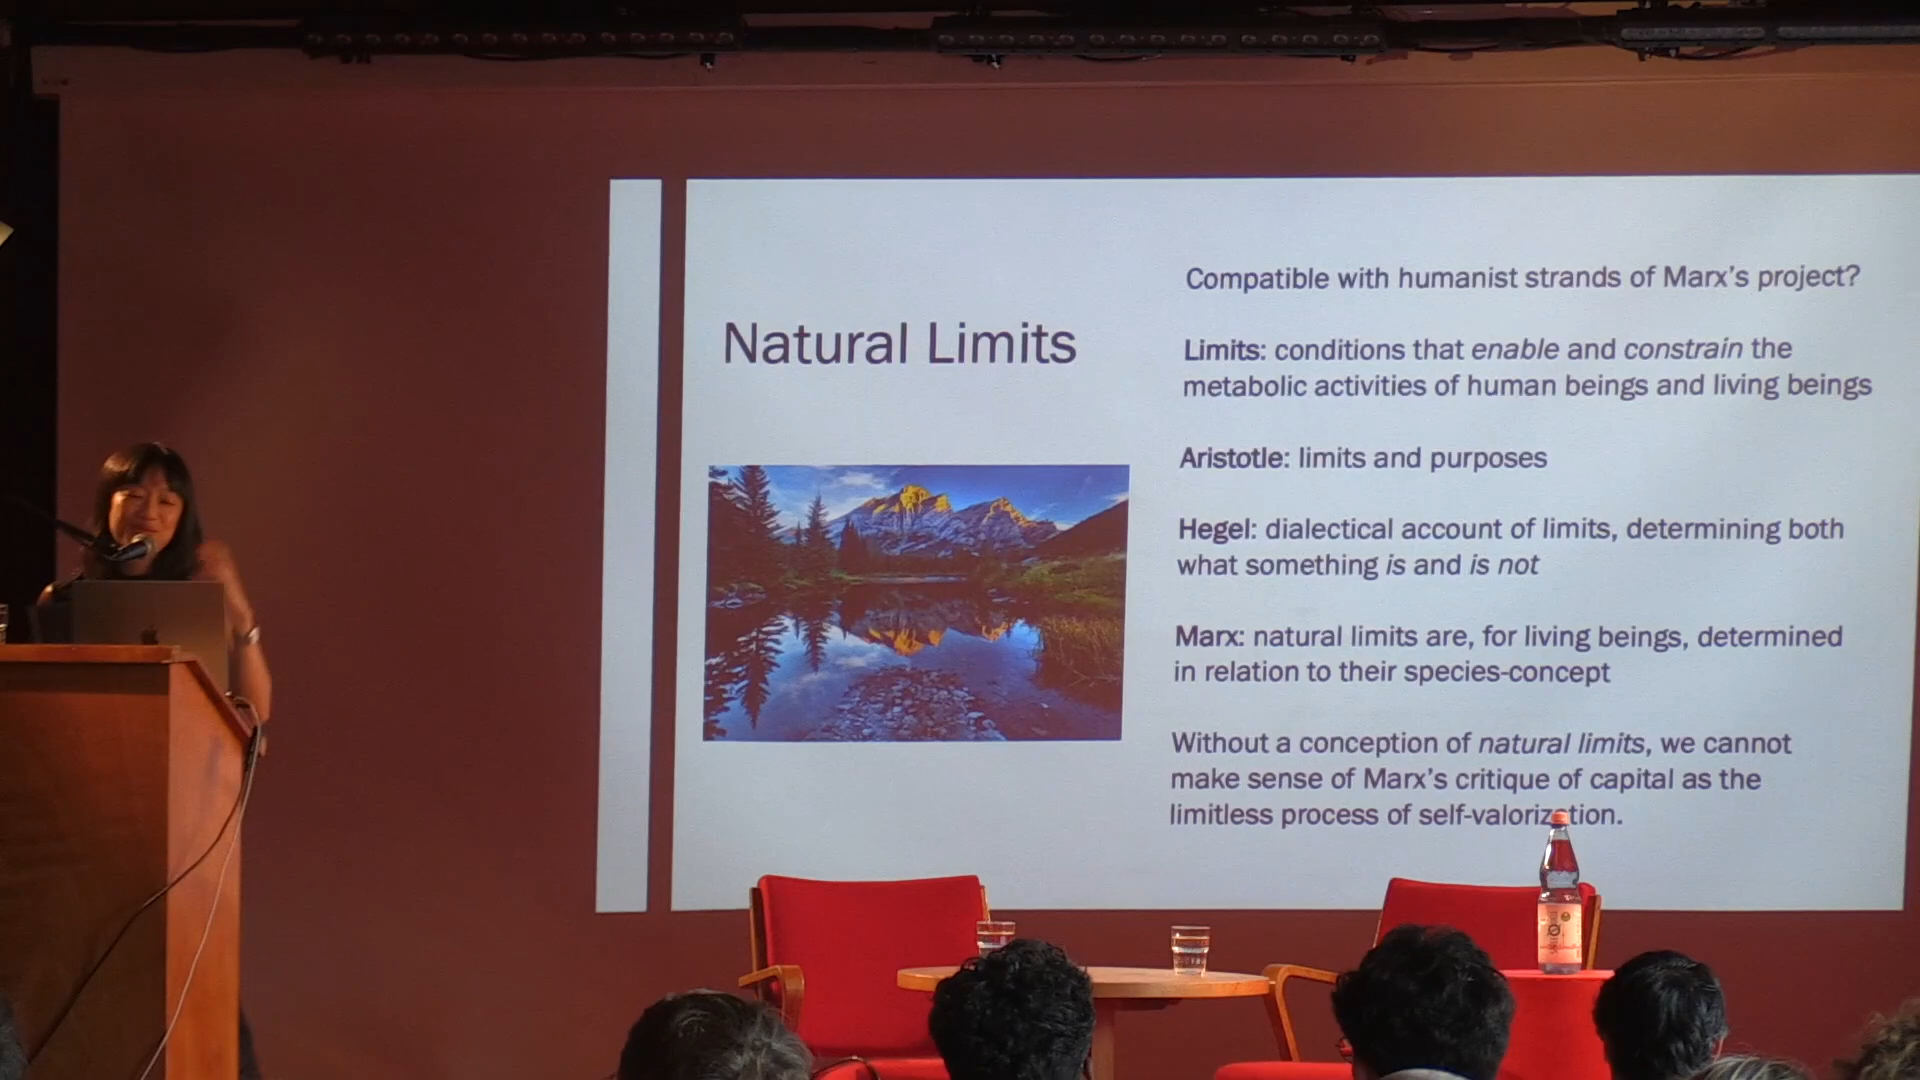 Natural Limits
Compatible with humanist strands of Marx's project?
Limits: conditions that enable and constrain the
metabolic activities of human beings and living beings
Aristotle: limits and purposes
Hegel: dialectical account of limits, determining both
what something is and is not
Marx: natural limits are, for living beings, determined
in relation to their species-concept
Without a conception of natural limits, we cannot
make sense of Marx's critique of capital as the
limitless process of self-valorization.